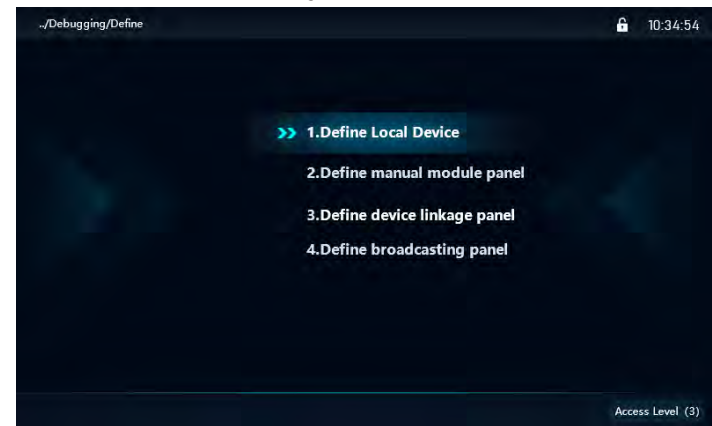 ../Debugging/Define
10:34:54
1.Define Local Device
2.Define manual module panel
3.Define device linkage panel
4.Define broadcasting panel
Access Level (3)